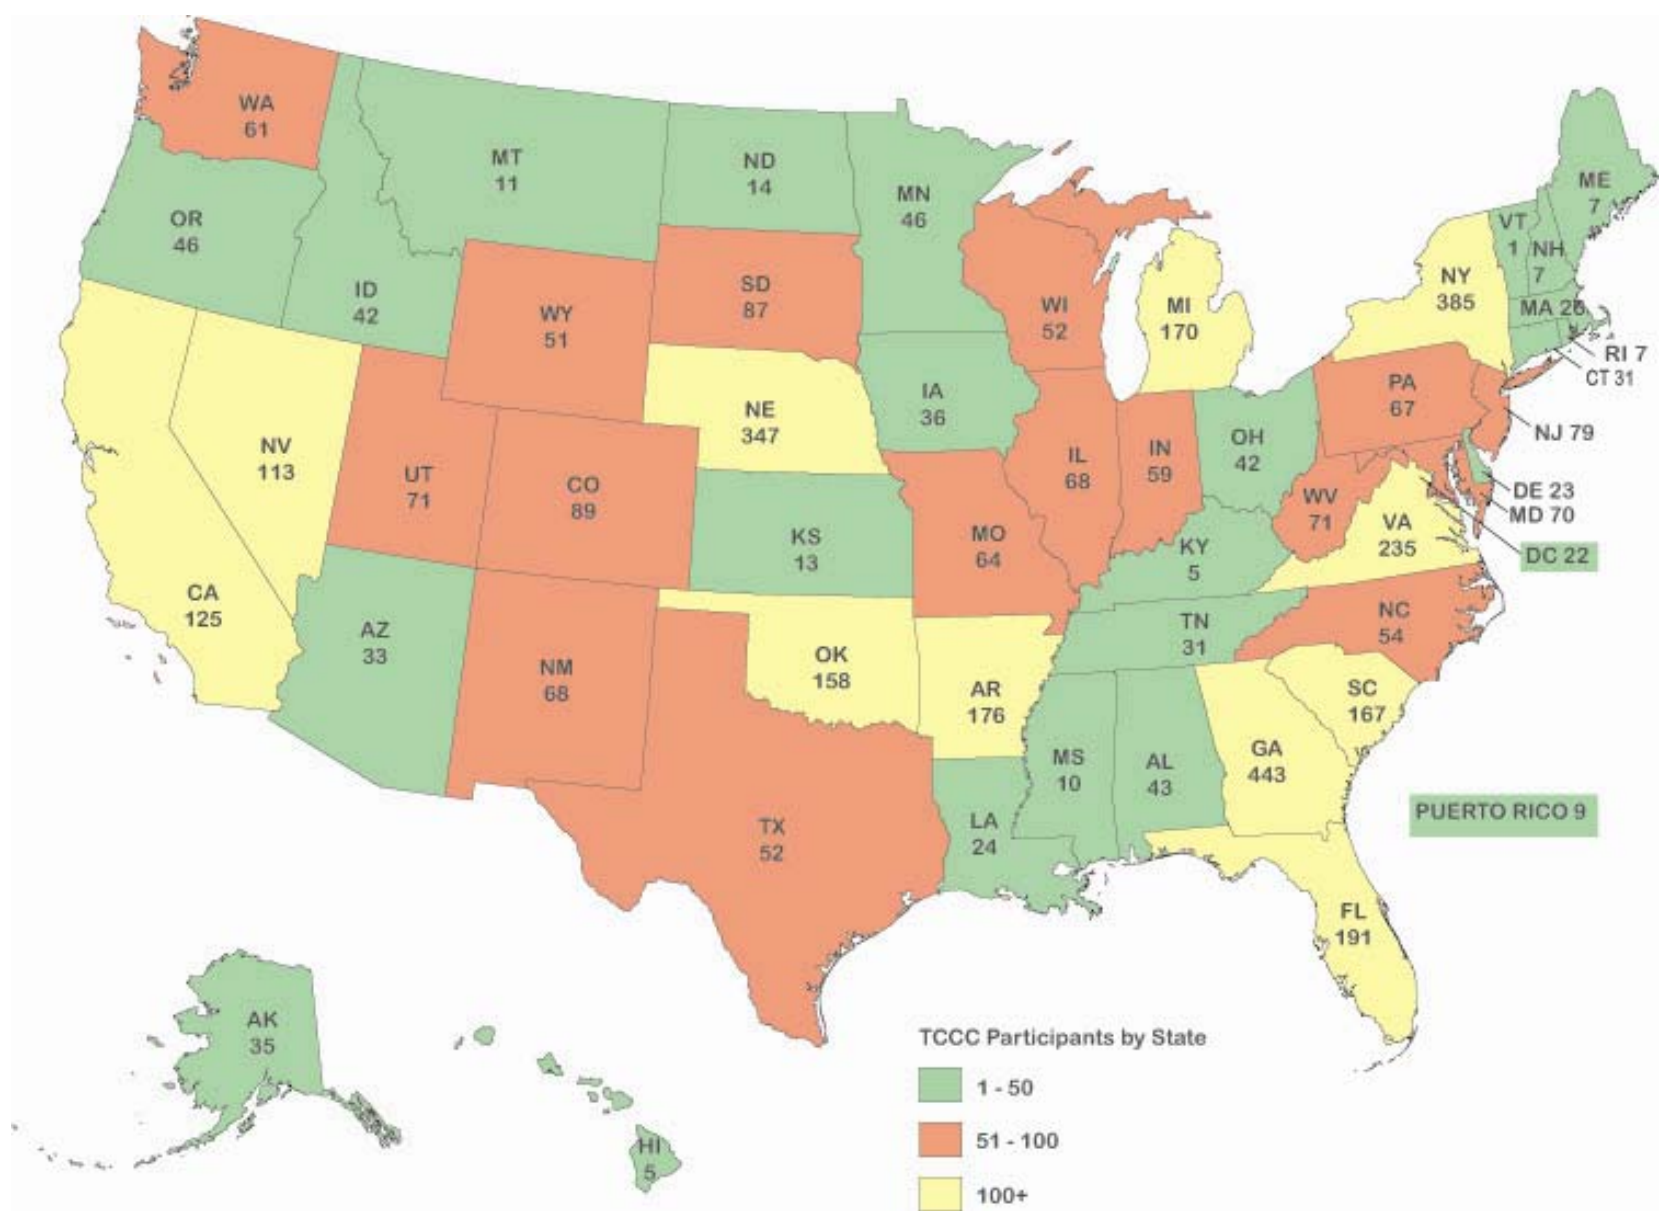 WA
61
MT
11
ND
14
MN
46
ME
7
VT
1
NH
7
OR
46
ID
42
WY
51
SD
87
WI
52
MI
170
NY
385
MA 26
RI 7
CT 31
NE
347
IA
36
PA
67
NJ 79
NV
113
UT
71
CO
89
IL
68
IN
59
OH
42
WV
71
DE 23
MD 70
VA
235
DC 22
KS
13
MO
64
KY
5
CA
125
AZ
33
NM
68
OK
158
AR
176
TN
31
NC
54
SC
167
MS
10
AL
43
GA
443
TX
52
LA
24
PUERTO RICO 9
FL
191
AK
35
HI
5
TCCC Participants by State
1 - 50
51 - 100
100+